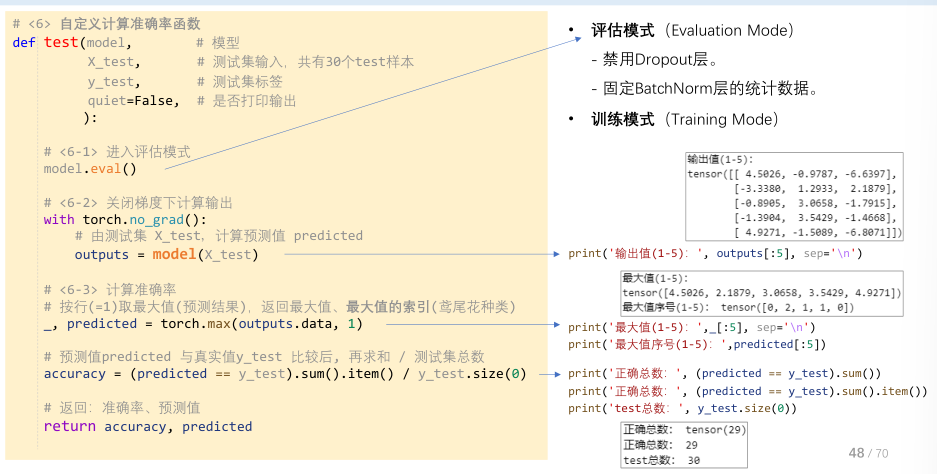 # <6> 自定义计算准确率函数
def test(model,        # 模型
         X_test,       # 测试集输入，共有30个test样本
         y_test,       # 测试集标签
         quiet=False,  # 是否打印输出
         ):
    # <6-1> 进入评估模式
    model.eval()
    # <6-2> 关闭梯度下计算输出
    with torch.no_grad():
        # 由测试集 X_test，计算预测值 predicted
        outputs = model(X_test)
    # <6-3> 计算准确率
    # 按行(=1)取最大值(预测结果)，返回最大值、最大值的索引(鸢尾花种类)
    _, predicted = torch.max(outputs.data, 1)
    # 预测值predicted 与真实值y_test 比较后, 再求和 / 测试集总数
    accuracy = (predicted == y_test).sum().item() / y_test.size(0)
    # 返回: 准确率、预测值
    return accuracy, predicted
• 评估模式（Evaluation Mode）
- 禁用Dropout层。
- 固定BatchNorm层的统计数据。
• 训练模式（Training Mode）
输出值(1-5):
tensor([[ 4.5026, -0.9787, -6.6397],
        [-3.3380,  1.2933,  2.1879],
        [-0.8905,  3.0658, -1.7915],
        [-1.3904,  3.5429, -1.4668],
        [ 4.9271, -1.5089, -6.8071]])
print('输出值(1-5): ', outputs[:5], sep='\n')
最大值(1-5):
tensor([4.5026, 2.1879, 3.0658, 3.5429, 4.9271])
最大值序号(1-5):  tensor([0, 2, 1, 1, 0])
print('最大值(1-5): ',_[:5], sep='\n')
print('最大值序号(1-5): ',predicted[:5])
print('正确总数: ', (predicted == y_test).sum())
print('正确总数: ', (predicted == y_test).sum().item())
print('test总数: ', y_test.size(0))
正确总数:  tensor(29)
正确总数:  29
test总数:  30
48 / 70